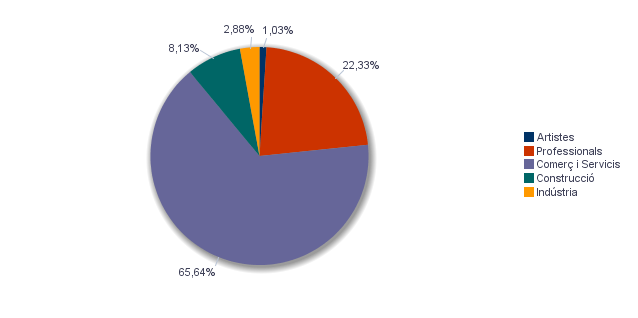 2,88%
1,03%
8,13%
22,33%
65,64%
Artistes
Professionals
Comerç i Servicis
Construcció
Indústria